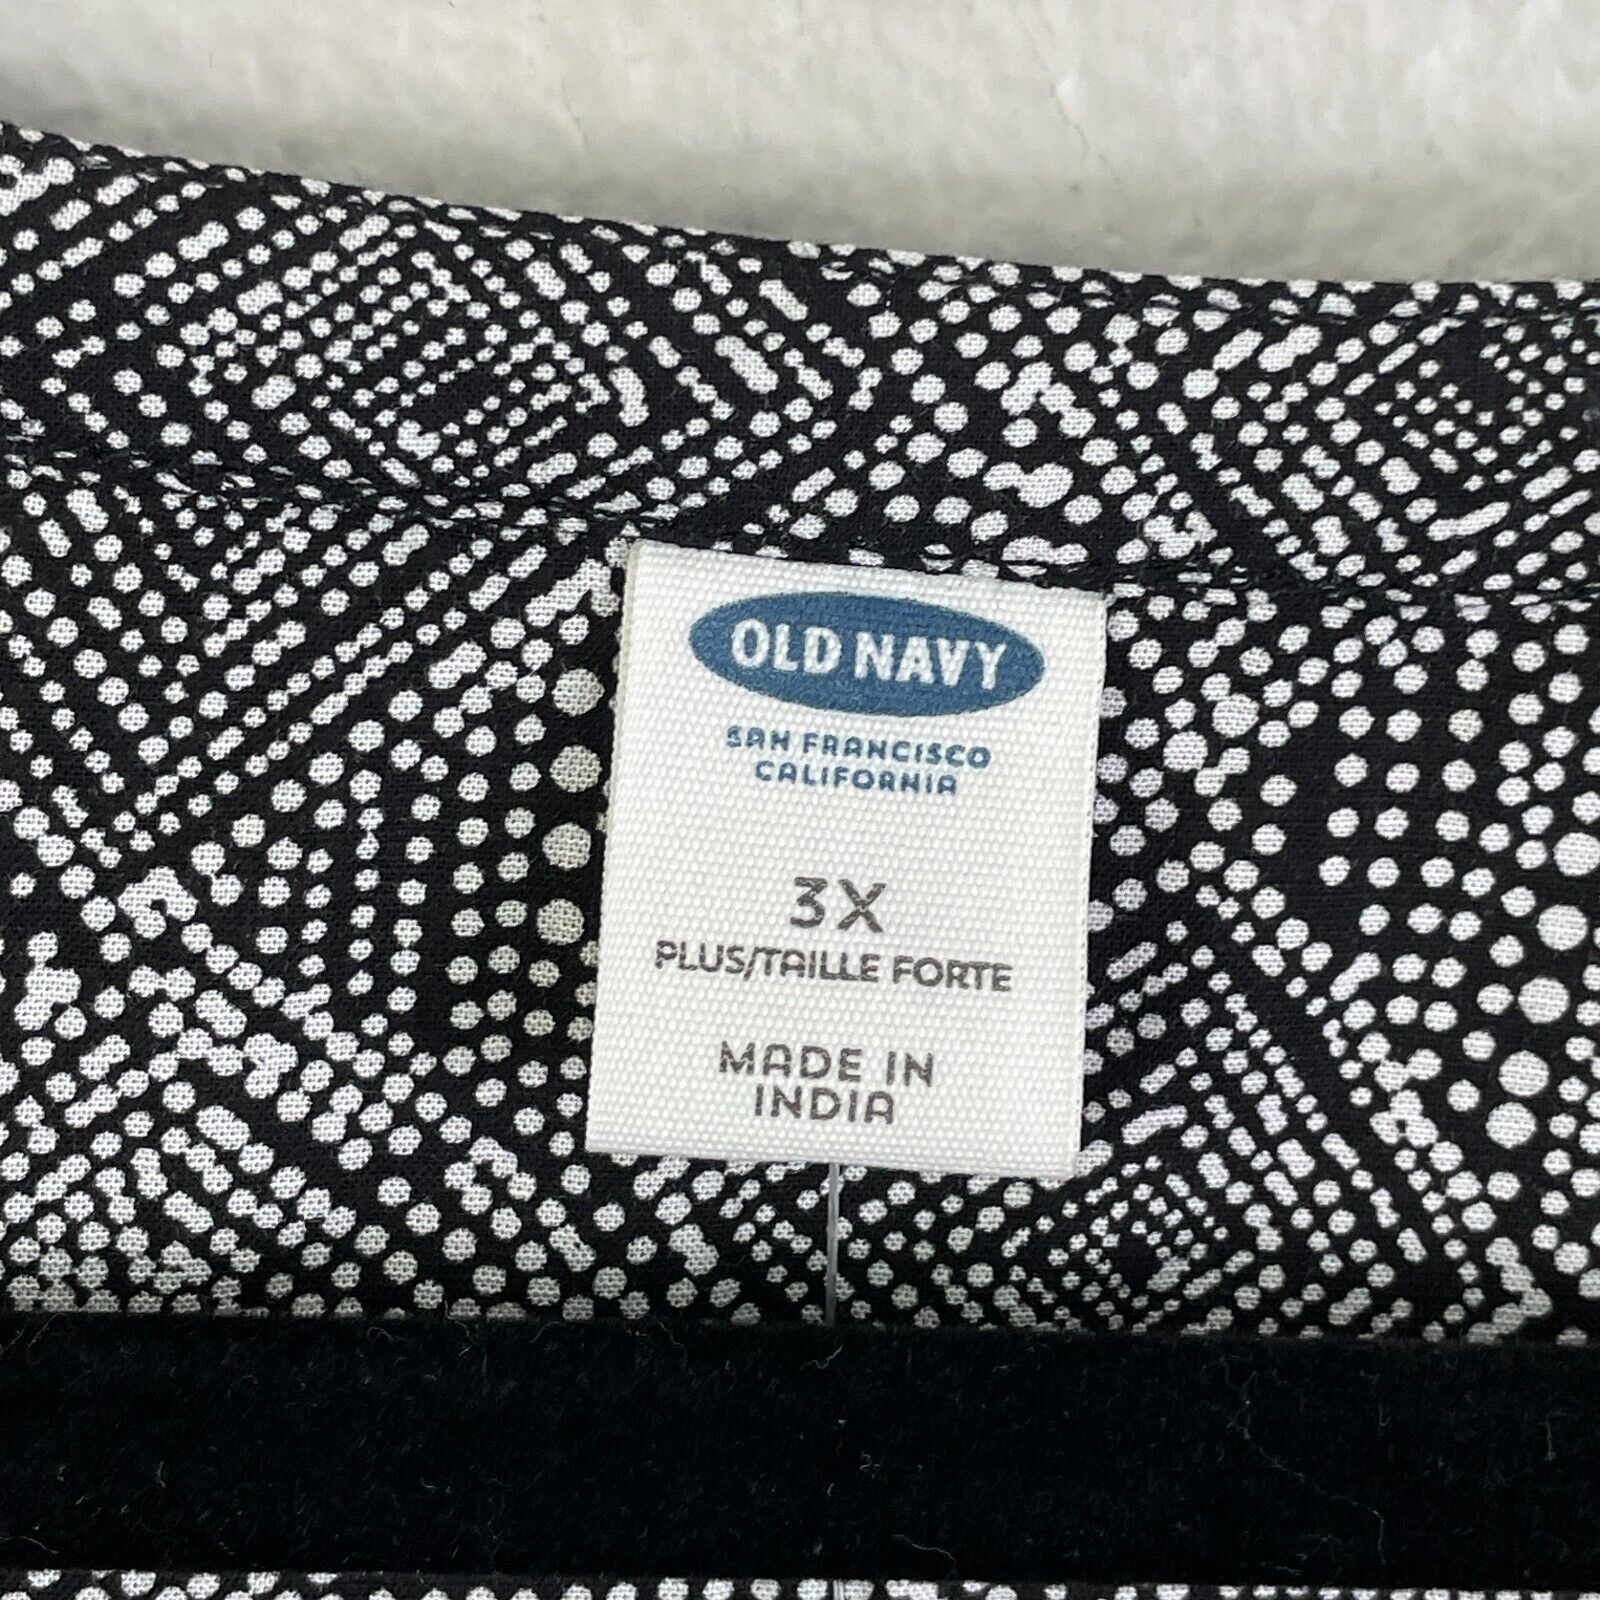 OLD NAVY
SAN FRANCISCO
CALIFORNIA
3X
PLUS/TAILLE FORTE
MADE IN
INDIA